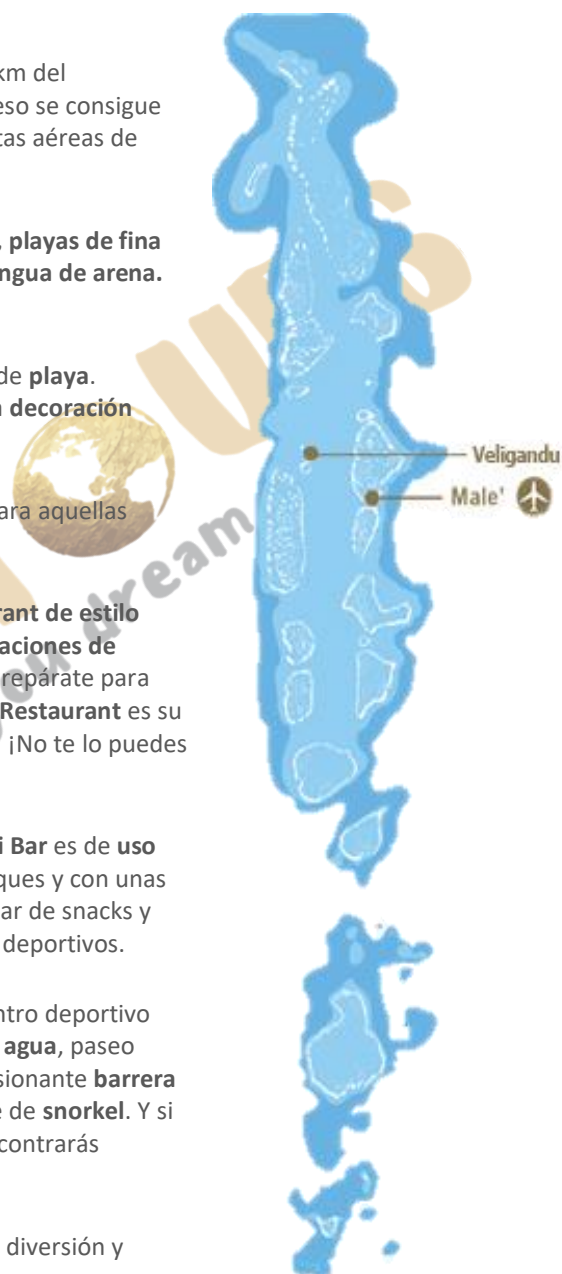 km del
eso se consigue
tas aéreas de
, playas de fina
ngua de arena.
de playa.
decoración
ara aquellas
rant de estilo
aciones de
repárate para
Restaurant es su
¡No te lo puedes
i Bar es de uso
ques y con unas
ar de snacks y
deportivos.
ntro deportivo
agua, paseo
sionante barrera
e de snorkel. Y si
contrarás
diversión y
Veligandu
Male'
you dream